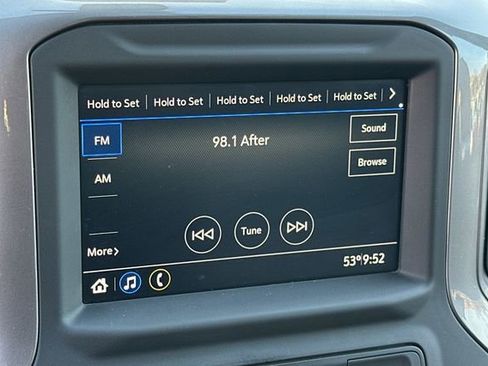 Hold to Set Hold to Set Hold to Set Hold to Set Hold to Set
FM 98.1 After Sound
Browse
AM
Tune
More
53° 9:52